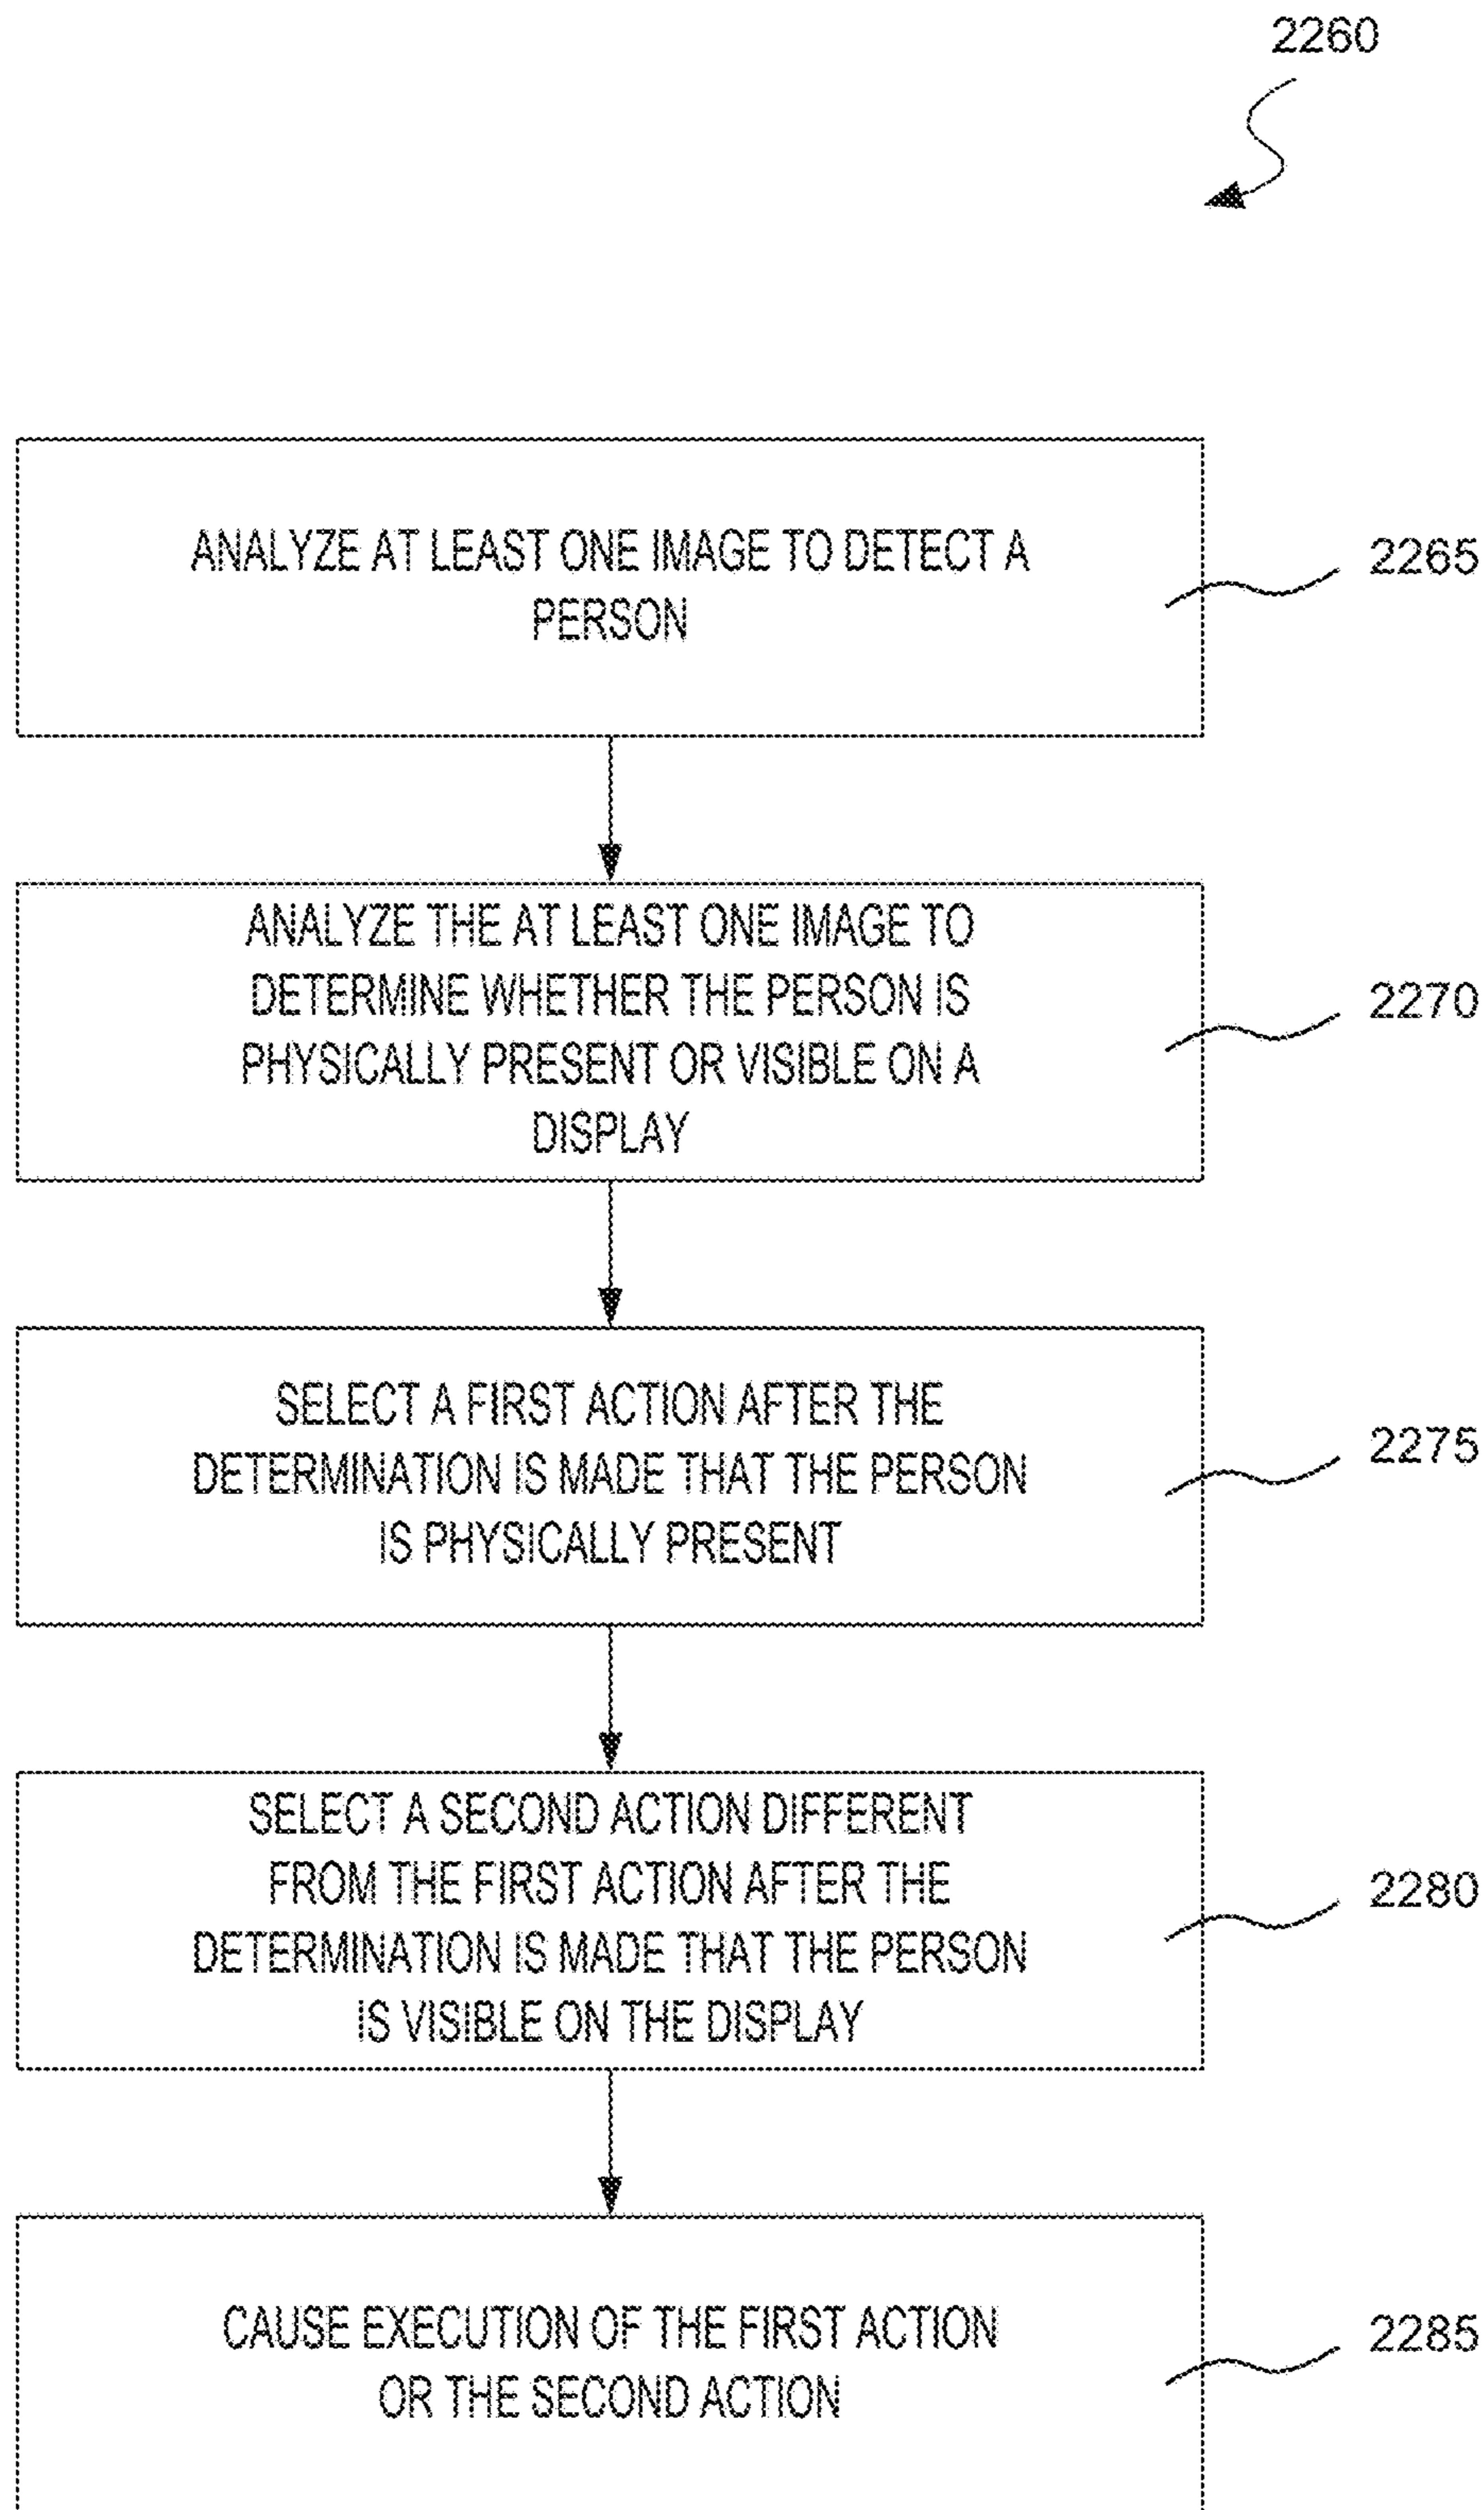 2260
ANALYZE AT LEAST ONE IMAGE TO DETECT A
PERSON
2265
ANALYZE THE AT LEAST ONE IMAGE TO
DETERMINE WHETHER THE PERSON IS
PHYSICALLY PRESENT OR VISIBLE ON A
DISPLAY
2270
SELECT A FIRST ACTION AFTER THE
DETERMINATION IS MADE THAT THE PERSON
IS PHYSICALLY PRESENT
2275
SELECT A SECOND ACTION DIFFERENT
FROM THE FIRST ACTION AFTER THE
DETERMINATION IS MADE THAT THE PERSON
IS VISIBLE ON THE DISPLAY
2280
CAUSE EXECUTION OF THE FIRST ACTION
OR THE SECOND ACTION
2285